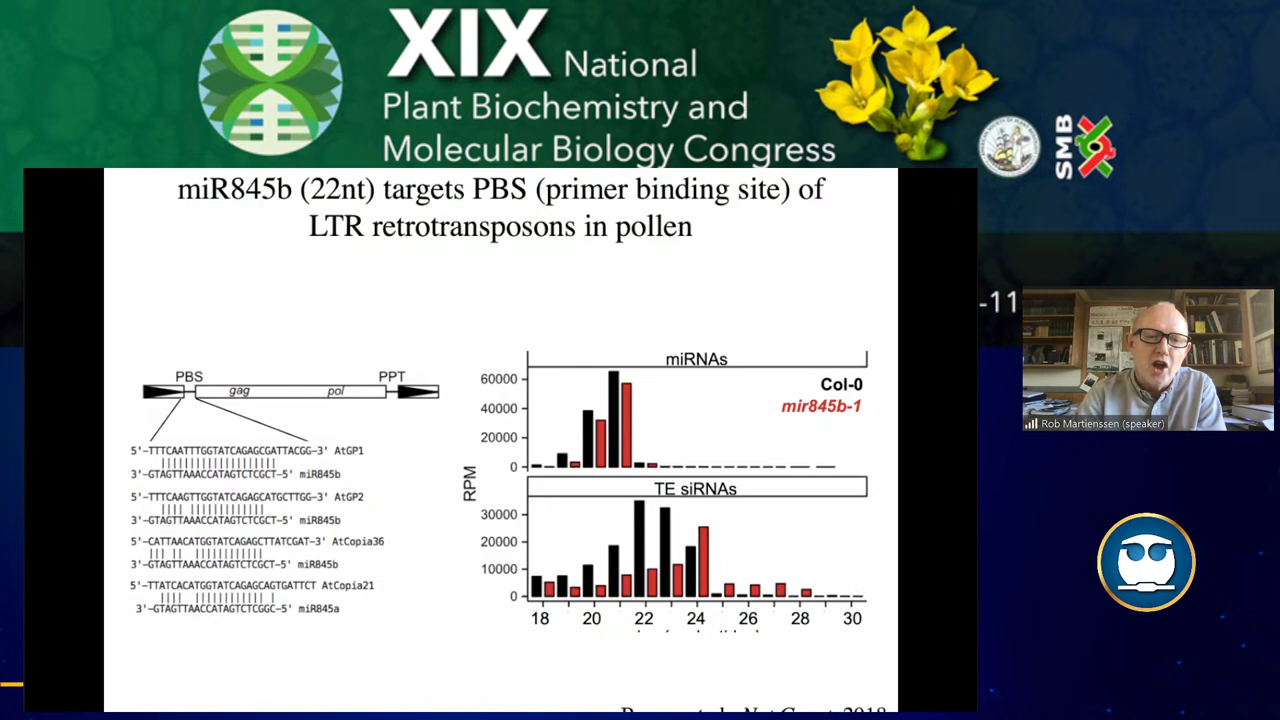 XIX National
Plant Biochemistry and
Molecular Biology Congress
SMB
miR845b (22nt) targets PBS (primer binding site) of
LTR retrotransposons in pollen
-11
PBS
PPT
gag
pol
5'-TTTCAATTTGGTATCAGAGCGATTACGG-3' AtGP1
3'-GTAGTTAAACCATAGTCTCGCT-5' miR845b
5'-TTTCAAGTTGGTATCAGAGCATGCTTGG-3' AtGP2
3'-GTAGTTAAACCATAGTCTCGCT-5' miR845b
5'-CATTAACATGGTATCAGAGCTTATCGAT-3' AtCopia36
3'-GTAGTTAAACCATAGTCTCGCT-5' miR845b
5'-TTATCACATGGTATCAGAGCAGTGATTCT AtCopia21
3'-GTAGTTAACCATAGTCTCGGC-5' miR845a
miRNAs
Col-0
mir845b-1
60000
40000
20000
0
RPM
TE siRNAs
30000
20000
10000
0
18 20 22 24 26 28 30
Rob Martienssen (speaker)